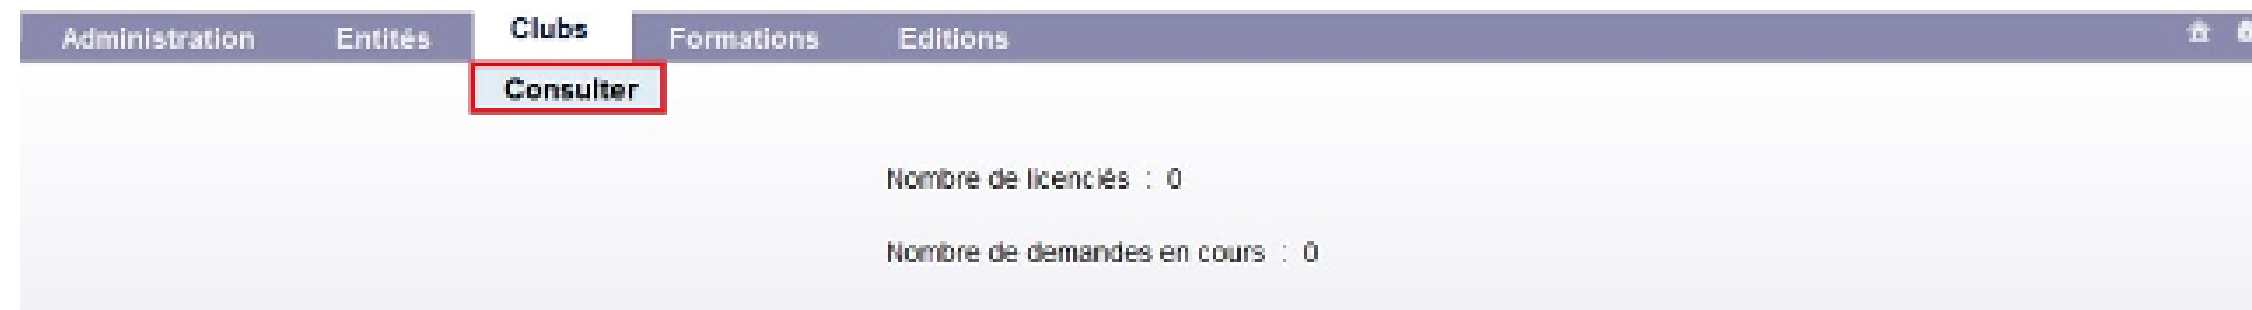 Administration Entités Clubs Formations Editions
Consulter
Nombre de licenciés : 0
Nombre de demandes en cours : 0